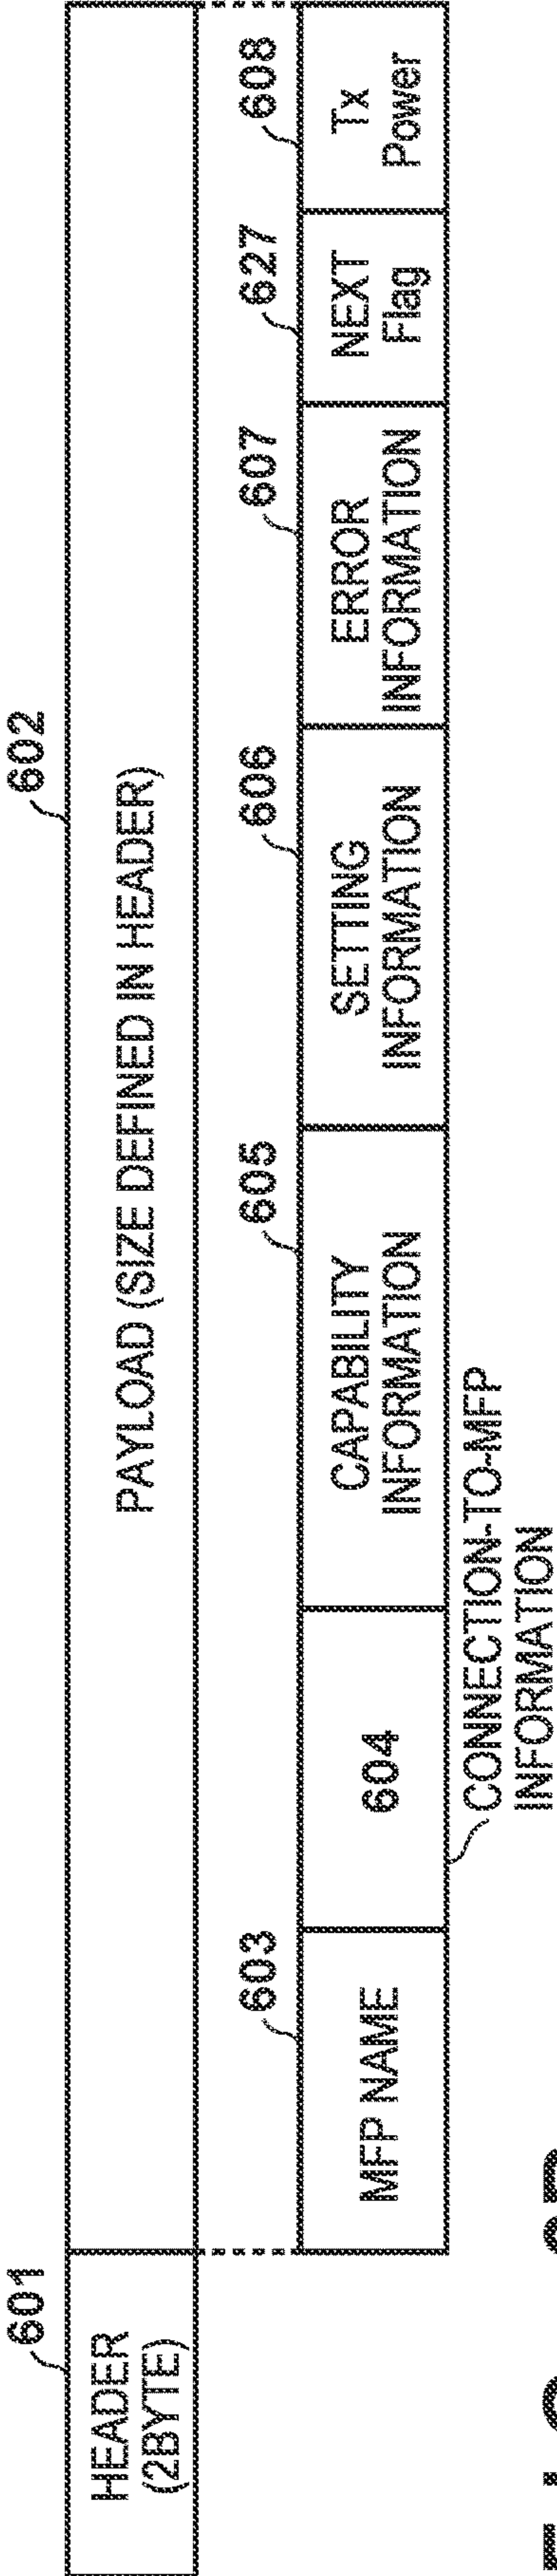 601
HEADER
(2BYTE)
602
PAYLOAD (SIZE DEFINED IN HEADER)
603
MFP NAME
604
CONNECTION-TO-MFP
INFORMATION
605
CAPABILITY
INFORMATION
606
SETTING
INFORMATION
607
ERROR
INFORMATION
627
NEXT
Flag
608
Tx
Power